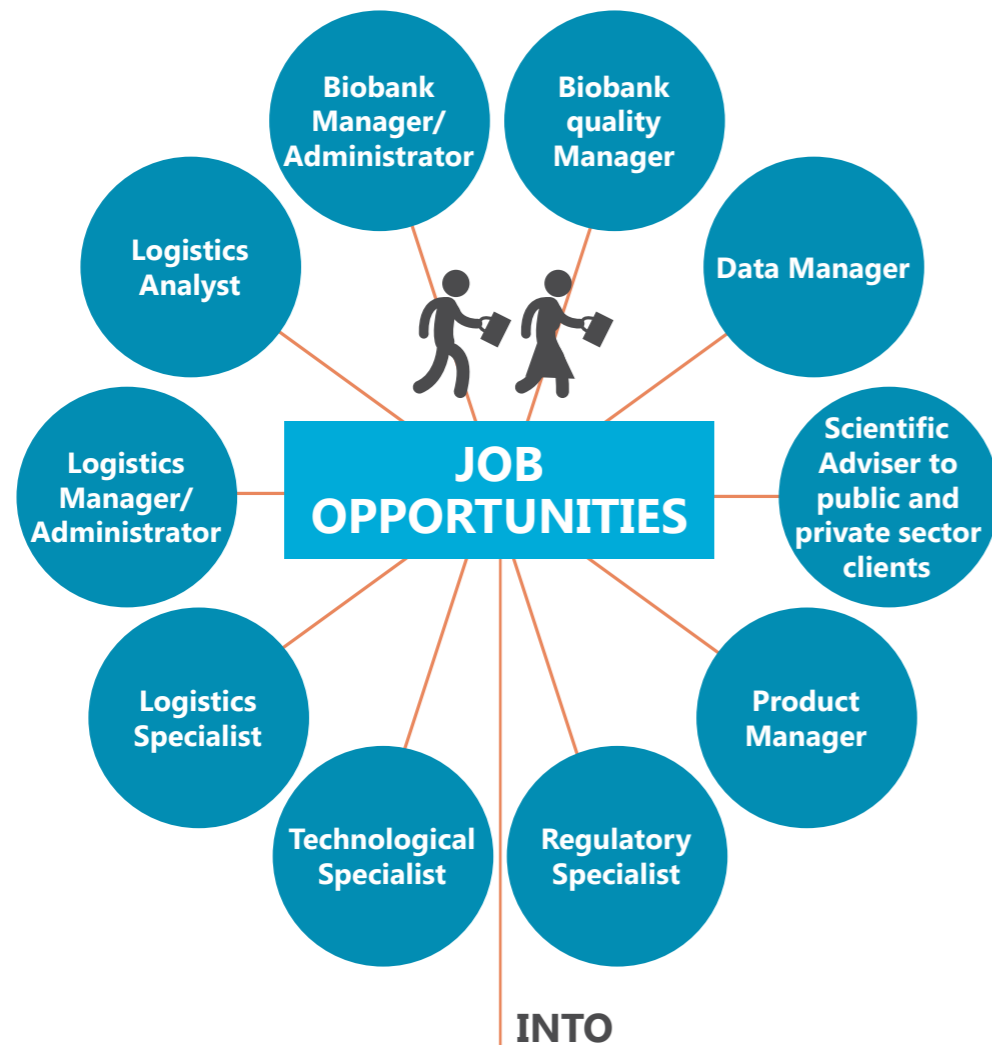 Biobank
Manager/
Administrator
Biobank
quality
Manager
Logistics
Analyst
Data Manager
JOB
OPPORTUNITIES
Logistics
Manager/
Administrator
Scientific
Adviser to
public and
private sector
clients
Logistics
Specialist
Product
Manager
Technological
Specialist
Regulatory
Specialist
INTO